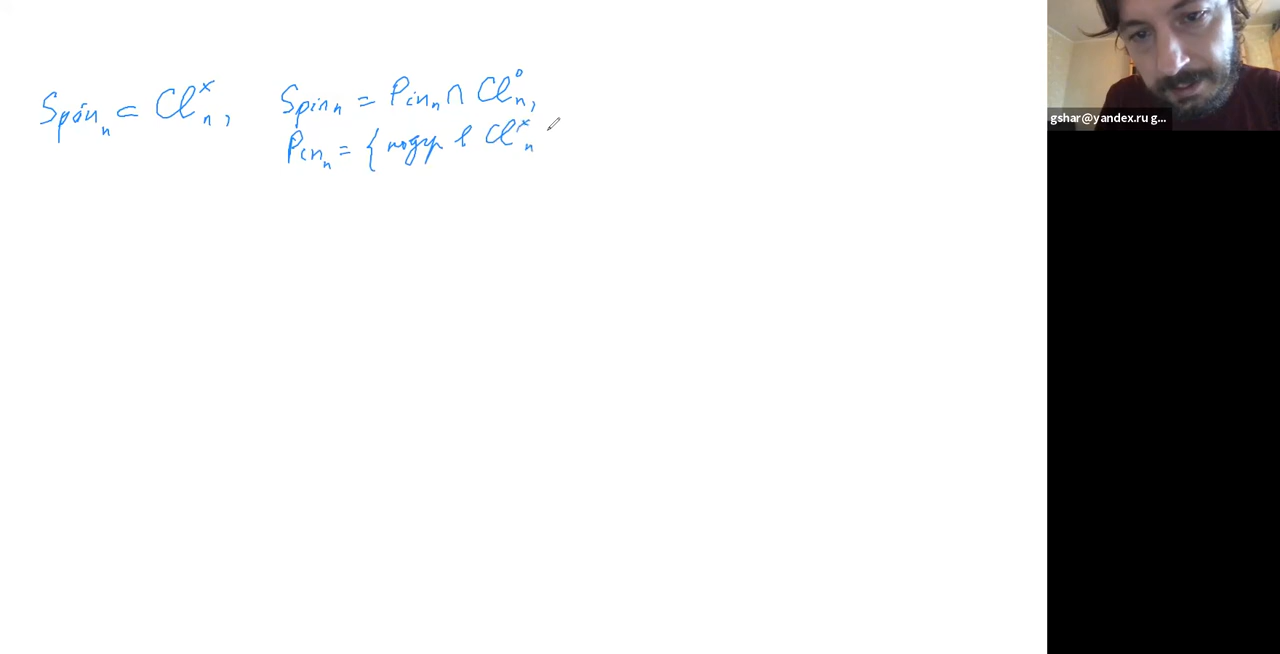 Spin_n ⊂ Cl_n^×, Spin_n = Pin_n ∩ Cl_n^0,
Pin_n = { подгр в Cl_n^×
gshar@yandex.ru g...